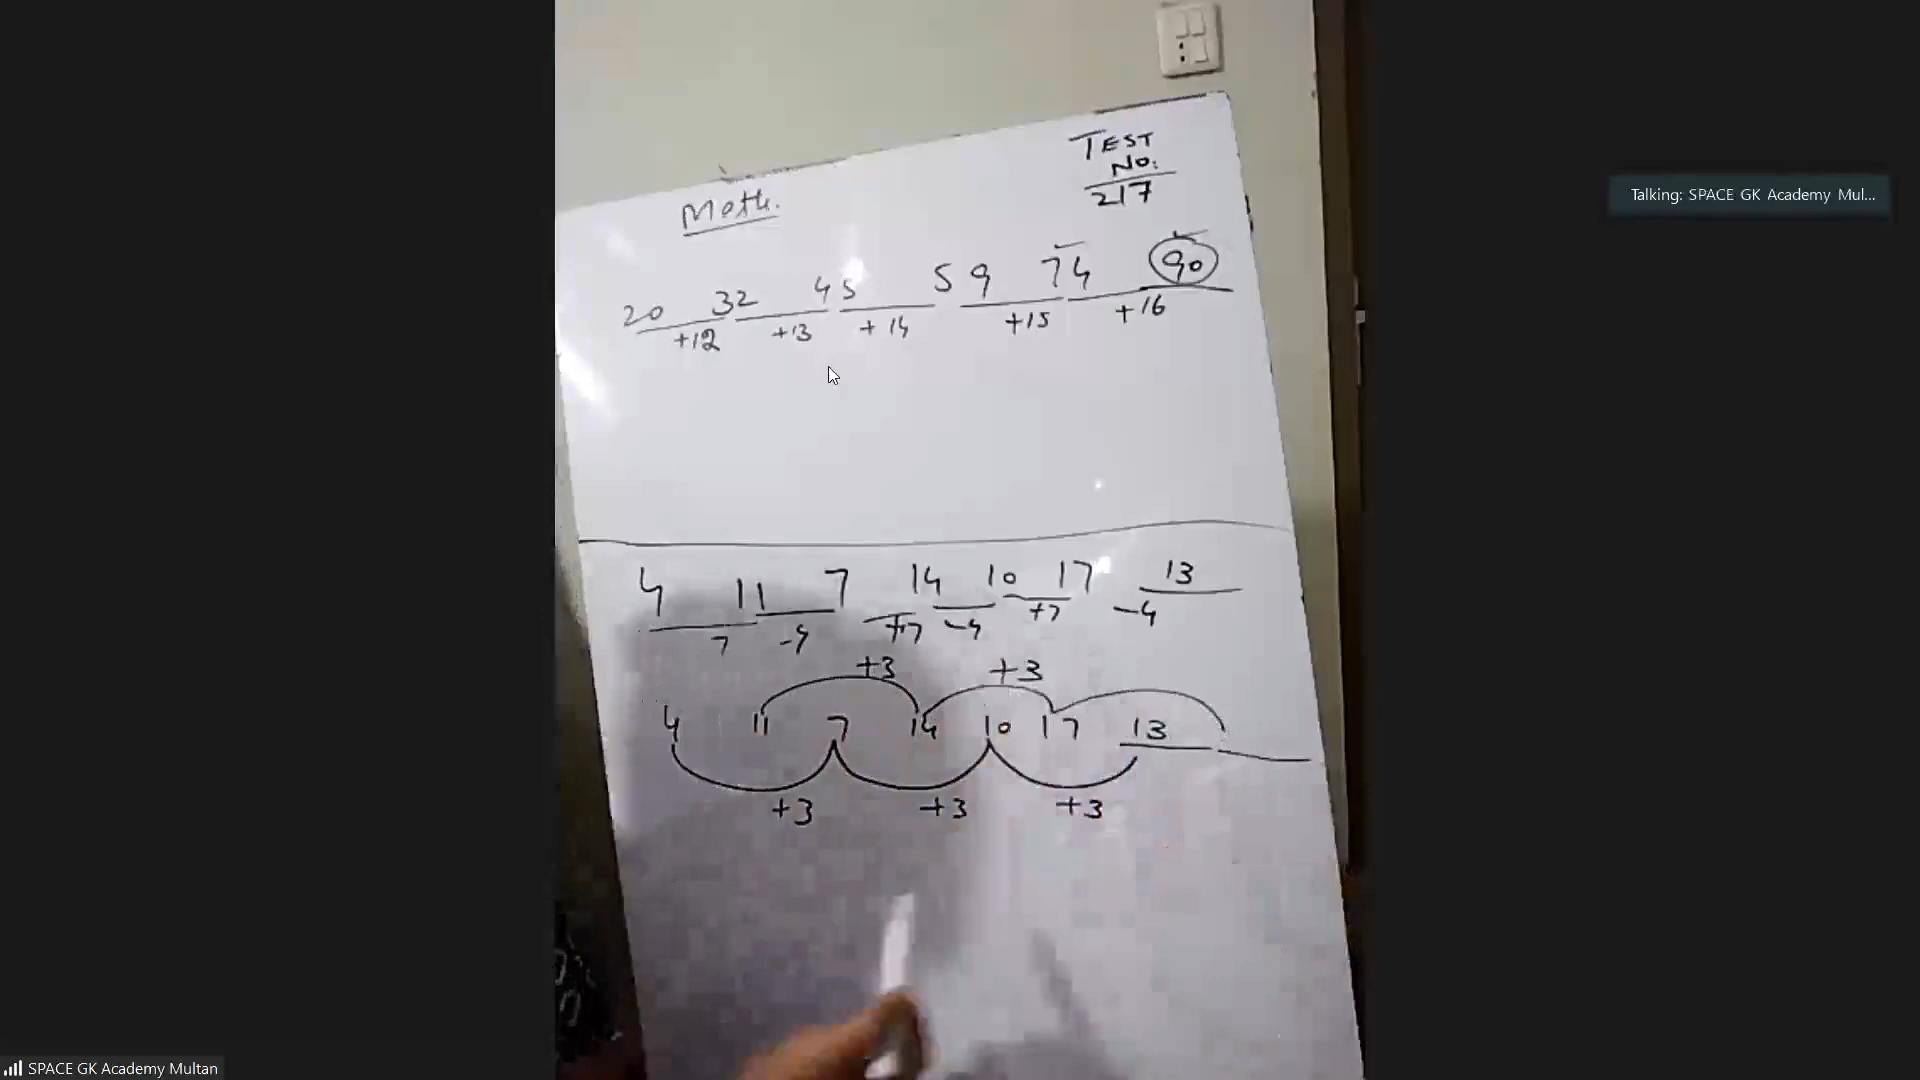 TEST
NO:
217
Math.
20 32 45 59 74 90
+12 +13 +14 +15 +16
4 11 7 14 10 17 13
7 -4 +7 -4 +7 -4
+3 +3
4 11 7 14 10 17 13
+3 +3 +3
Talking: SPACE GK Academy Mul...
SPACE GK Academy Multan